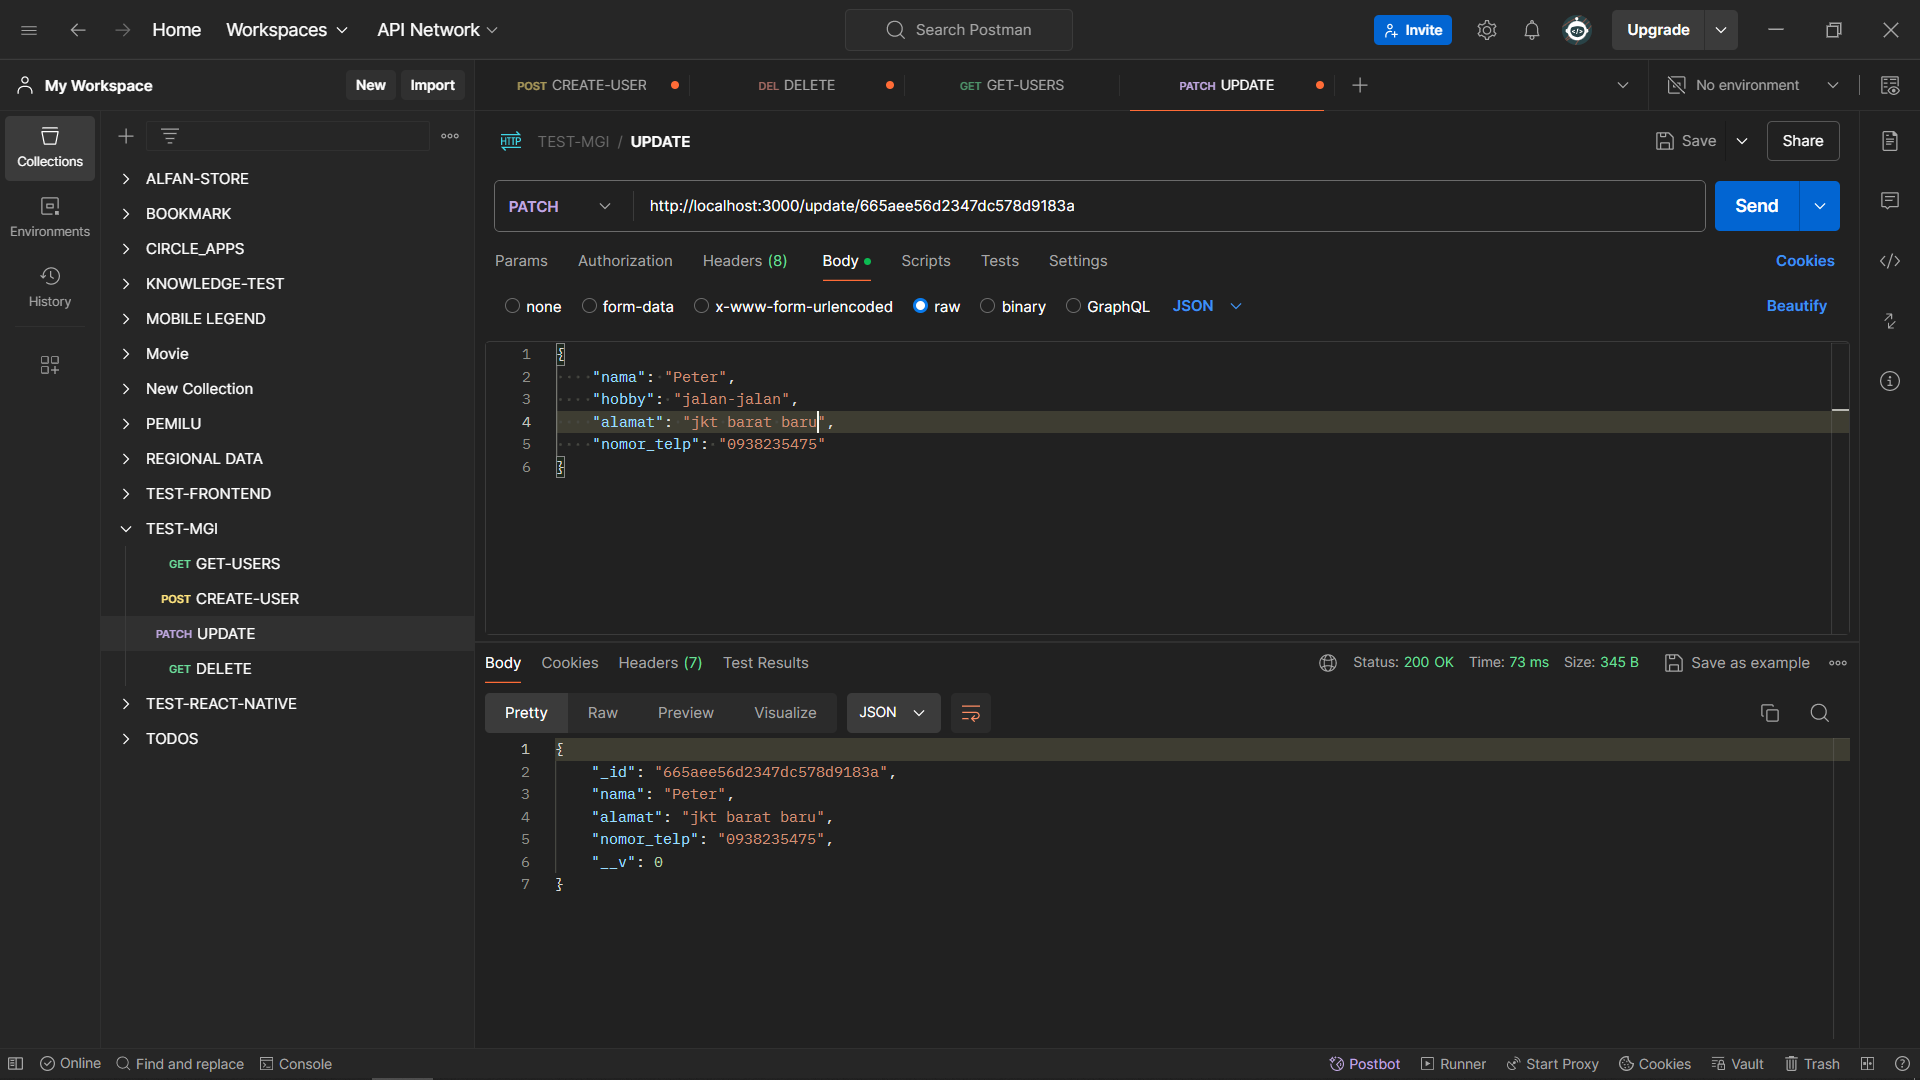 Home Workspaces API Network Search Postman Invite Upgrade
My Workspace New Import POST CREATE-USER DEL DELETE GET GET-USERS PATCH UPDATE No environment
TEST-MGI / UPDATE Save Share
Collections
Environments
History
ALFAN-STORE
BOOKMARK
CIRCLE_APPS
KNOWLEDGE-TEST
MOBILE LEGEND
Movie
New Collection
PEMILU
REGIONAL DATA
TEST-FRONTEND
TEST-MGI
GET GET-USERS
POST CREATE-USER
PATCH UPDATE
GET DELETE
TEST-REACT-NATIVE
TODOS
HTTP
PATCH http://localhost:3000/update/665aee56d2347dc578d9183a Send
Params Authorization Headers (8) Body Scripts Tests Settings Cookies
none form-data x-www-form-urlencoded raw binary GraphQL JSON Beautify
1 {
2 "nama": "Peter",
3 "hobby": "jalan-jalan",
4 "alamat": "jkt barat baru",
5 "nomor_telp": "0938235475"
6 }
Body Cookies Headers (7) Test Results Status: 200 OK Time: 73 ms Size: 345 B Save as example
Pretty Raw Preview Visualize JSON
1 {
2 "_id": "665aee56d2347dc578d9183a",
3 "nama": "Peter",
4 "alamat": "jkt barat baru",
5 "nomor_telp": "0938235475",
6 "__v": 0
7 }
Online Find and replace Console Postbot Runner Start Proxy Cookies Vault Trash